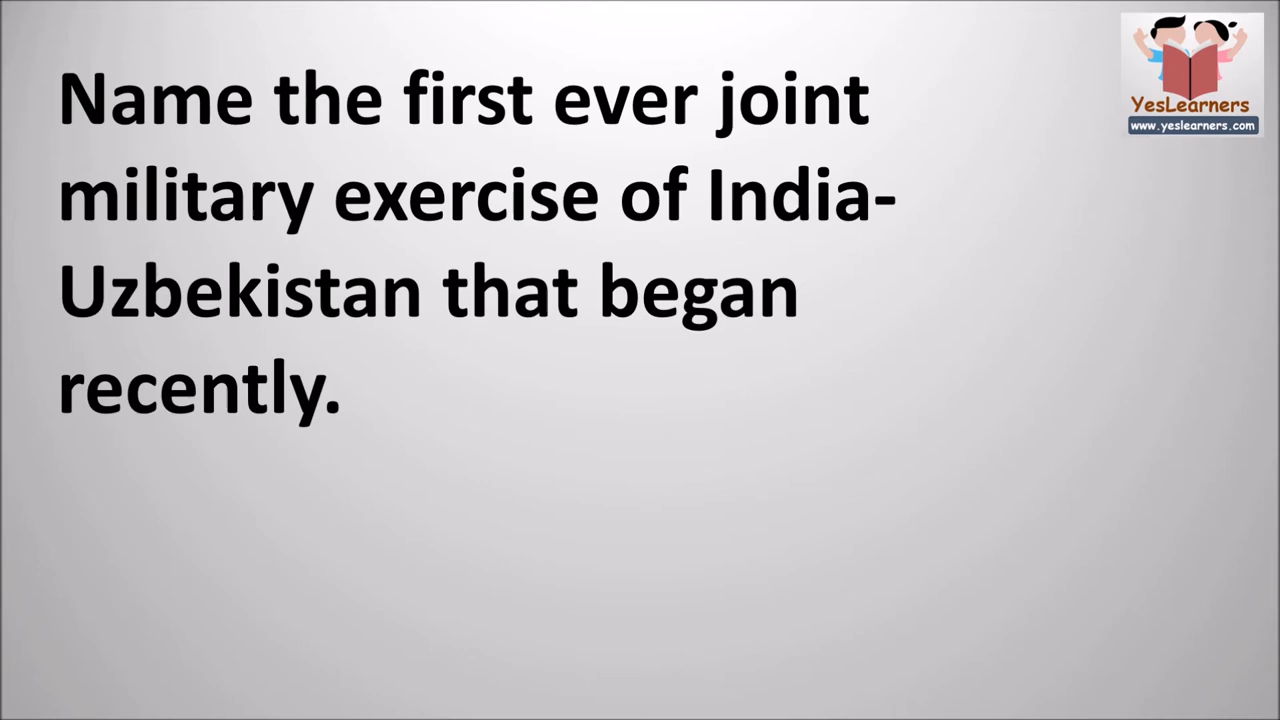 Name the first ever joint
military exercise of India-
Uzbekistan that began
recently.
YesLearners
www.yeslearners.com